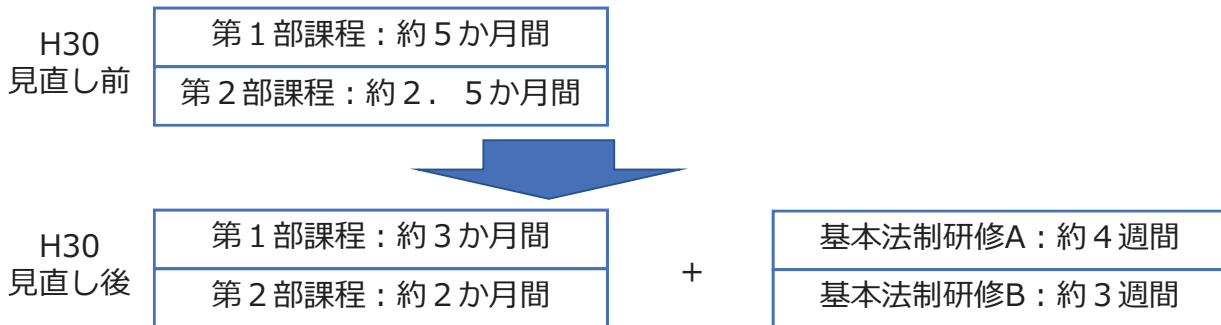 H30
見直し前
第１部課程：約５か月間
第２部課程：約２．５か月間
H30
見直し後
第１部課程：約３か月間
第２部課程：約２か月間
＋
基本法制研修A：約４週間
基本法制研修B：約３週間